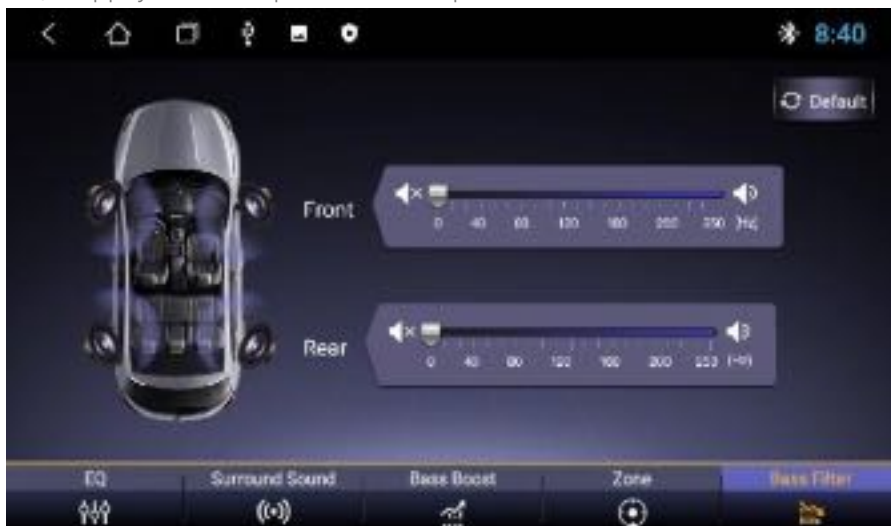 8:40
Default
Front
0 40 80 120 160 200 250 (Hz)
Rear
0 40 80 120 160 200 250 (Hz)
EQ Surround Sound Bass Boost Zone Bass Filter